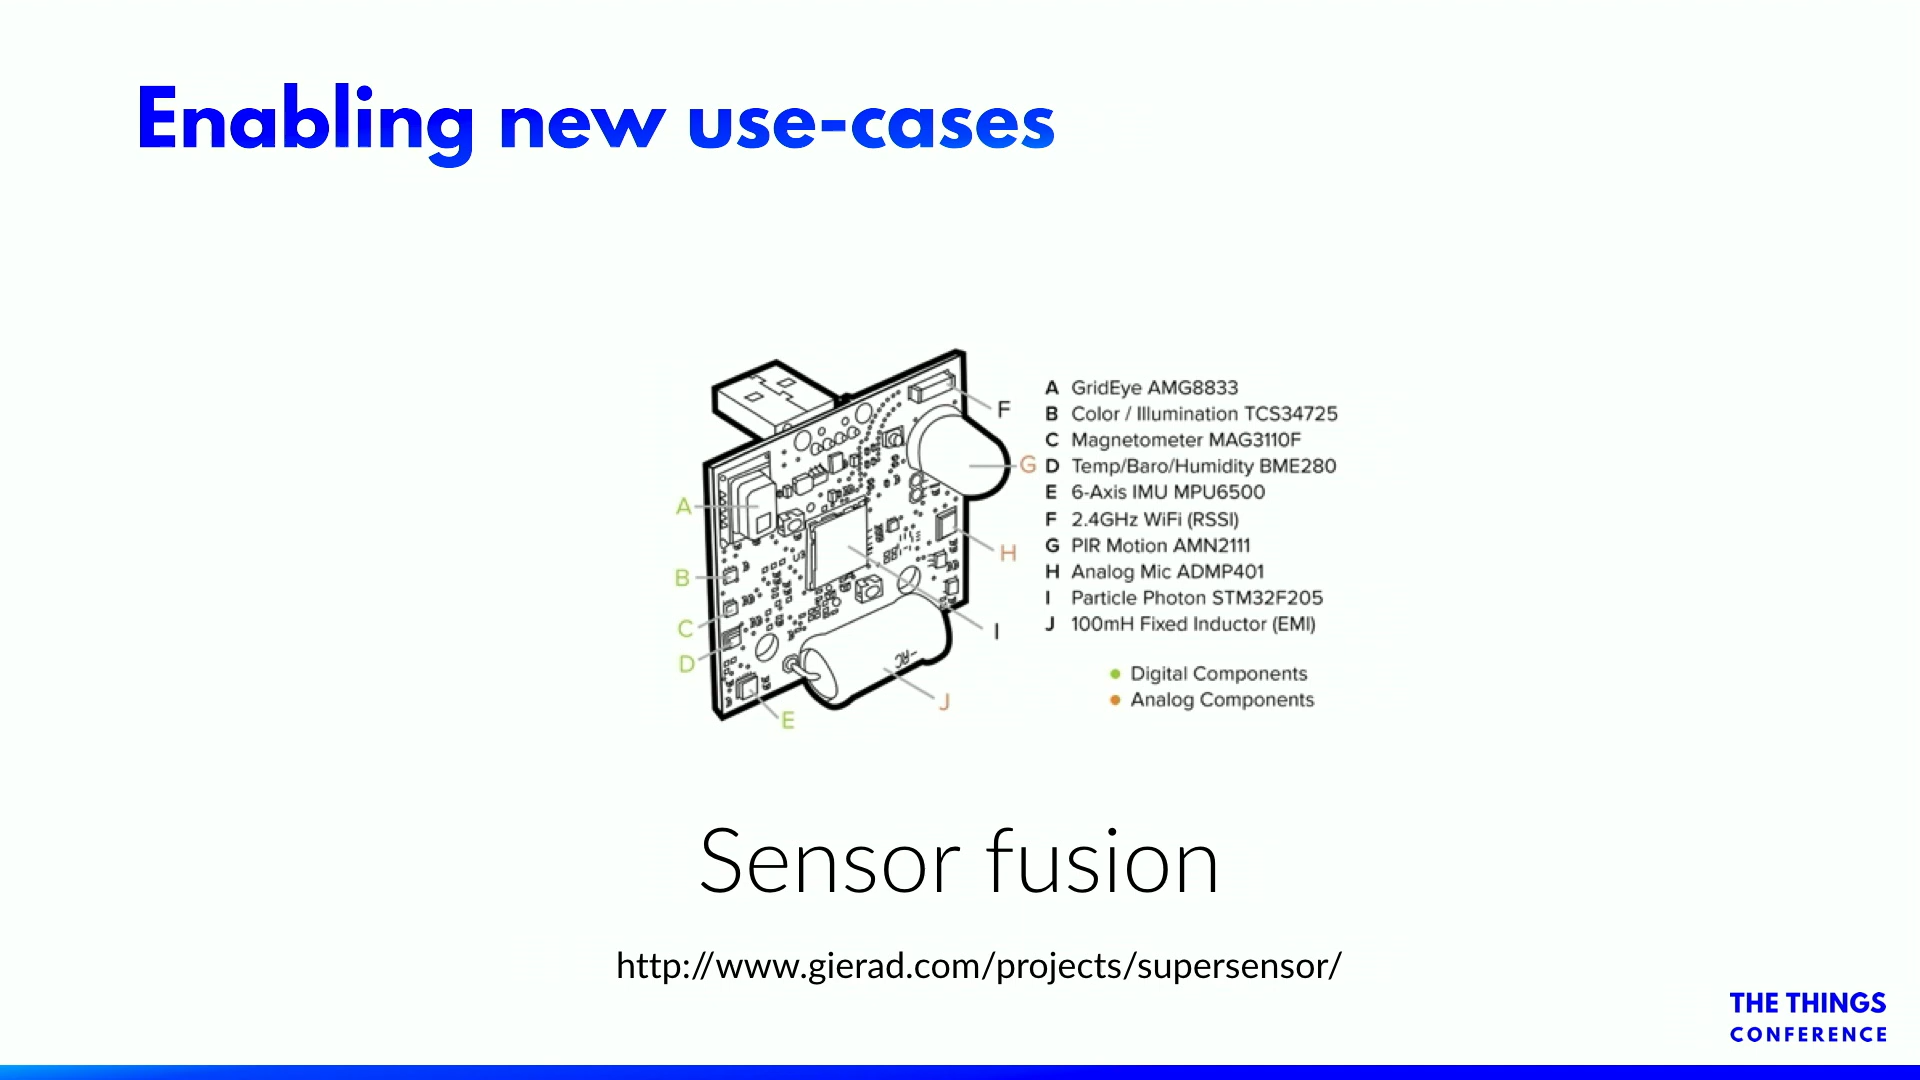 Enabling new use-cases
A
B
C
D
E
F
G
H
I
J
A GridEye AMG8833
B Color / Illumination TCS34725
C Magnetometer MAG3110F
D Temp/Baro/Humidity BME280
E 6-Axis IMU MPU6500
F 2.4GHz WiFi (RSSI)
G PIR Motion AMN2111
H Analog Mic ADMP401
I Particle Photon STM32F205
J 100mH Fixed Inductor (EMI)
Digital Components
Analog Components
Sensor fusion
http://www.gierad.com/projects/supersensor/
THE THINGS
CONFERENCE